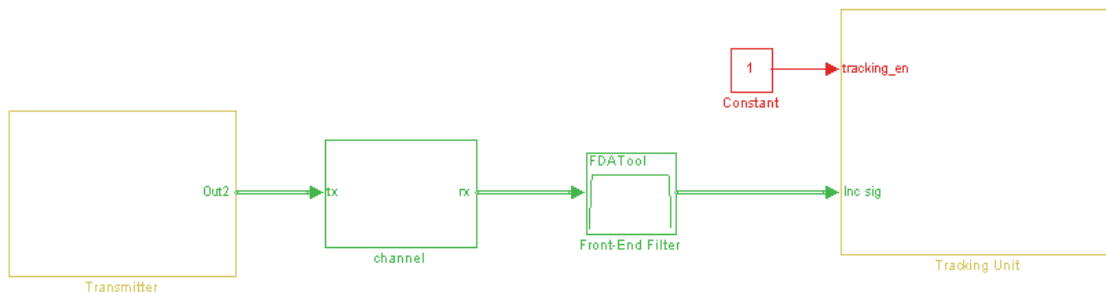 1
tracking_en
Constant
FDATool
Out2
tx
rx
Inc sig
Front-End Filter
channel
Tracking Unit
Transmitter